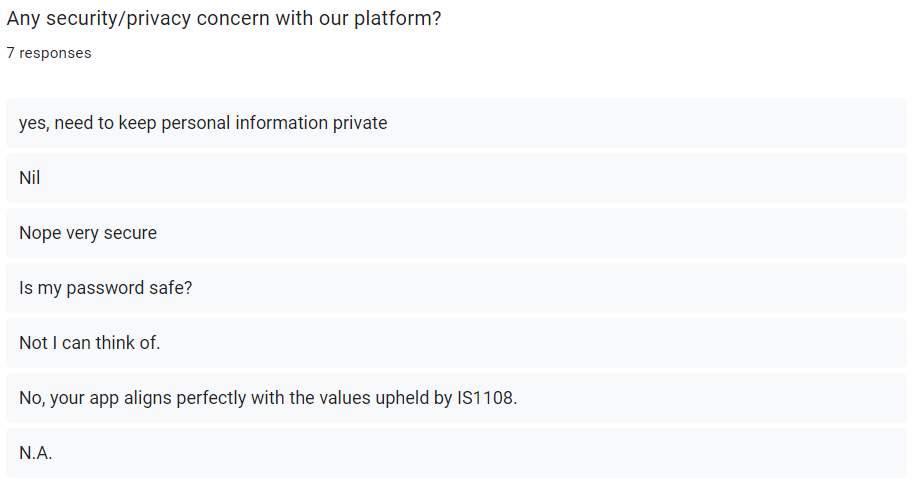 Any security/privacy concern with our platform?
7 responses
yes, need to keep personal information private
Nil
Nope very secure
Is my password safe?
Not I can think of.
No, your app aligns perfectly with the values upheld by IS1108.
N.A.